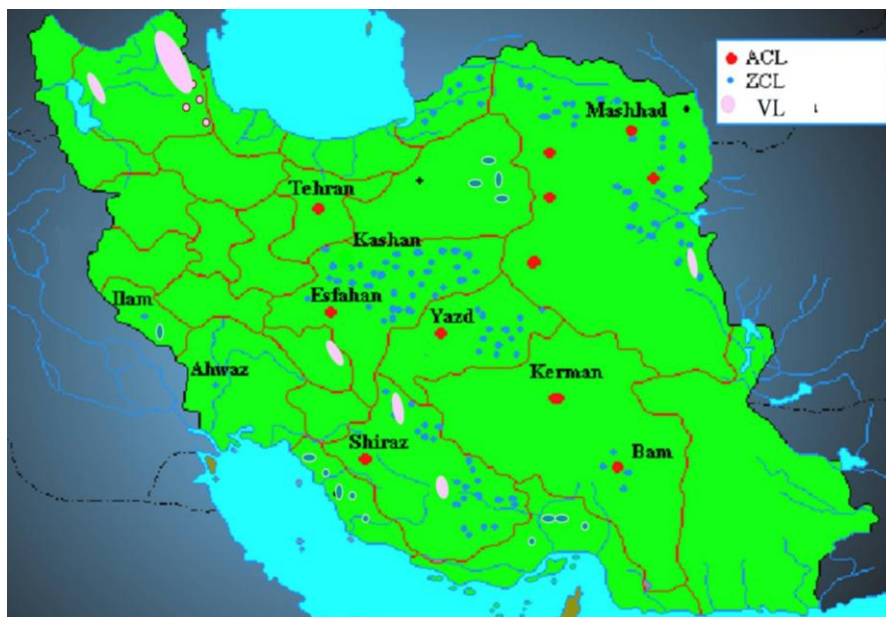 ACL
ZCL
VL
Mashhad
Tehran
Kashan
Ilam
Esfahan
Yazd
Ahwaz
Kerman
Shiraz
Bam